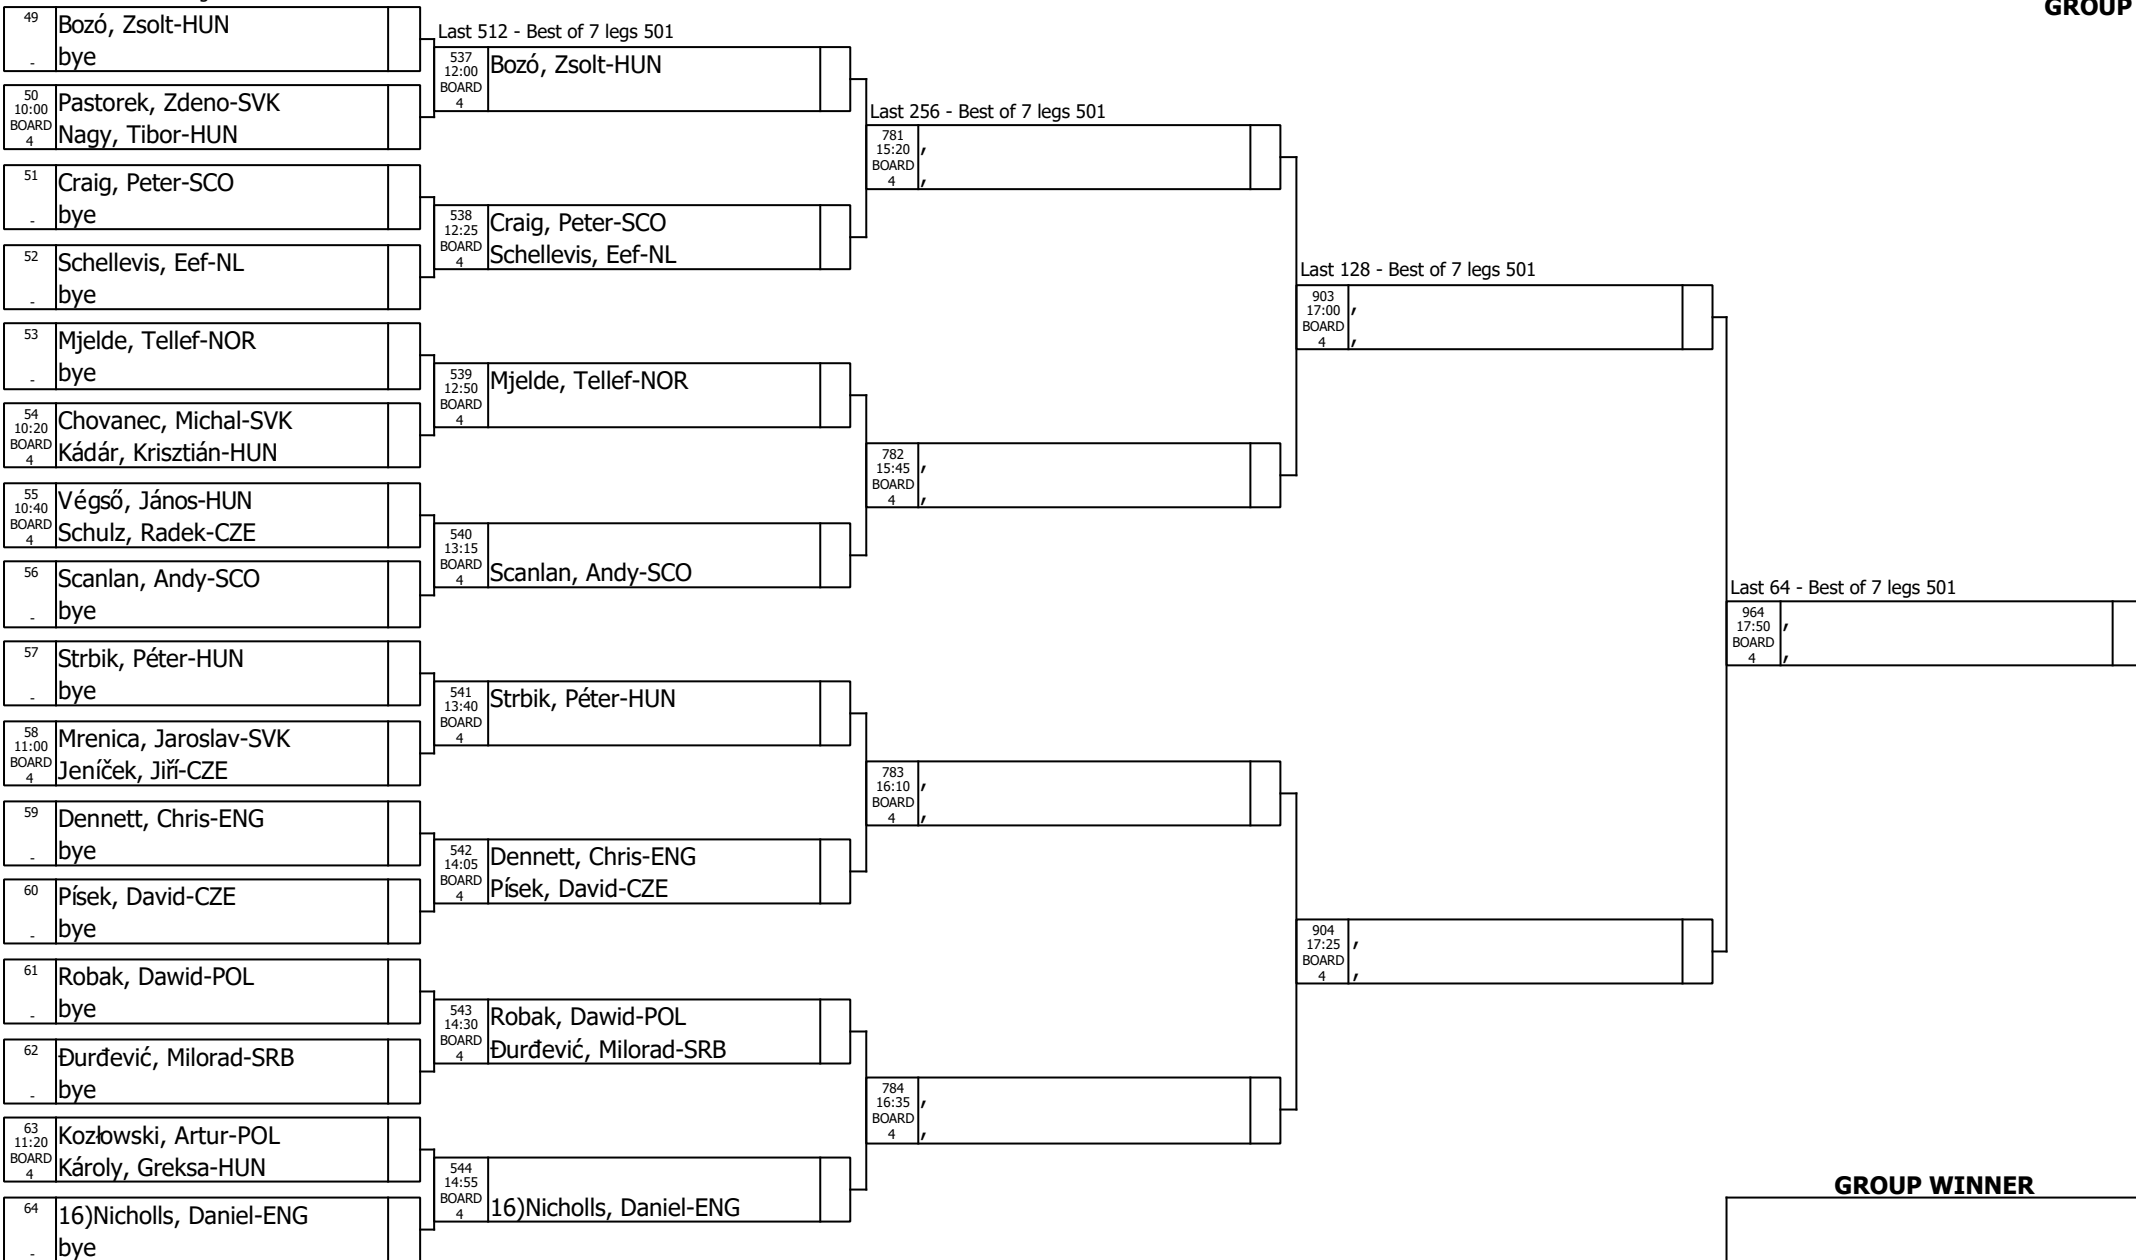 GROUP
49
Bozó, Zsolt-HUN
bye
-
50
10:00
BOARD
4
Pastorek, Zdeno-SVK
Nagy, Tibor-HUN
51
Craig, Peter-SCO
bye
-
52
Schellevis, Eef-NL
bye
-
53
Mjelde, Tellef-NOR
bye
-
54
10:20
BOARD
4
Chovanec, Michal-SVK
Kádár, Krisztián-HUN
55
10:40
BOARD
4
Végső, János-HUN
Schulz, Radek-CZE
56
Scanlan, Andy-SCO
bye
-
57
Strbik, Péter-HUN
bye
-
58
11:00
BOARD
4
Mrenica, Jaroslav-SVK
Jeníček, Jiří-CZE
59
Dennett, Chris-ENG
bye
-
60
Písek, David-CZE
bye
-
61
Robak, Dawid-POL
bye
-
62
Đurđević, Milorad-SRB
bye
-
63
11:20
BOARD
4
Kozłowski, Artur-POL
Károly, Greksa-HUN
64
16)Nicholls, Daniel-ENG
bye
-
Last 512 - Best of 7 legs 501
537
12:00
BOARD
4
Bozó, Zsolt-HUN
538
12:25
BOARD
4
Craig, Peter-SCO
Schellevis, Eef-NL
539
12:50
BOARD
4
Mjelde, Tellef-NOR
540
13:15
BOARD
4
Scanlan, Andy-SCO
541
13:40
BOARD
4
Strbik, Péter-HUN
542
14:05
BOARD
4
Dennett, Chris-ENG
Písek, David-CZE
543
14:30
BOARD
4
Robak, Dawid-POL
Đurđević, Milorad-SRB
544
14:55
BOARD
4
16)Nicholls, Daniel-ENG
Last 256 - Best of 7 legs 501
781
15:20
BOARD
4
,
,
782
15:45
BOARD
4
,
,
783
16:10
BOARD
4
,
,
784
16:35
BOARD
4
,
,
Last 128 - Best of 7 legs 501
903
17:00
BOARD
4
,
,
904
17:25
BOARD
4
,
,
Last 64 - Best of 7 legs 501
964
17:50
BOARD
4
,
,
GROUP WINNER